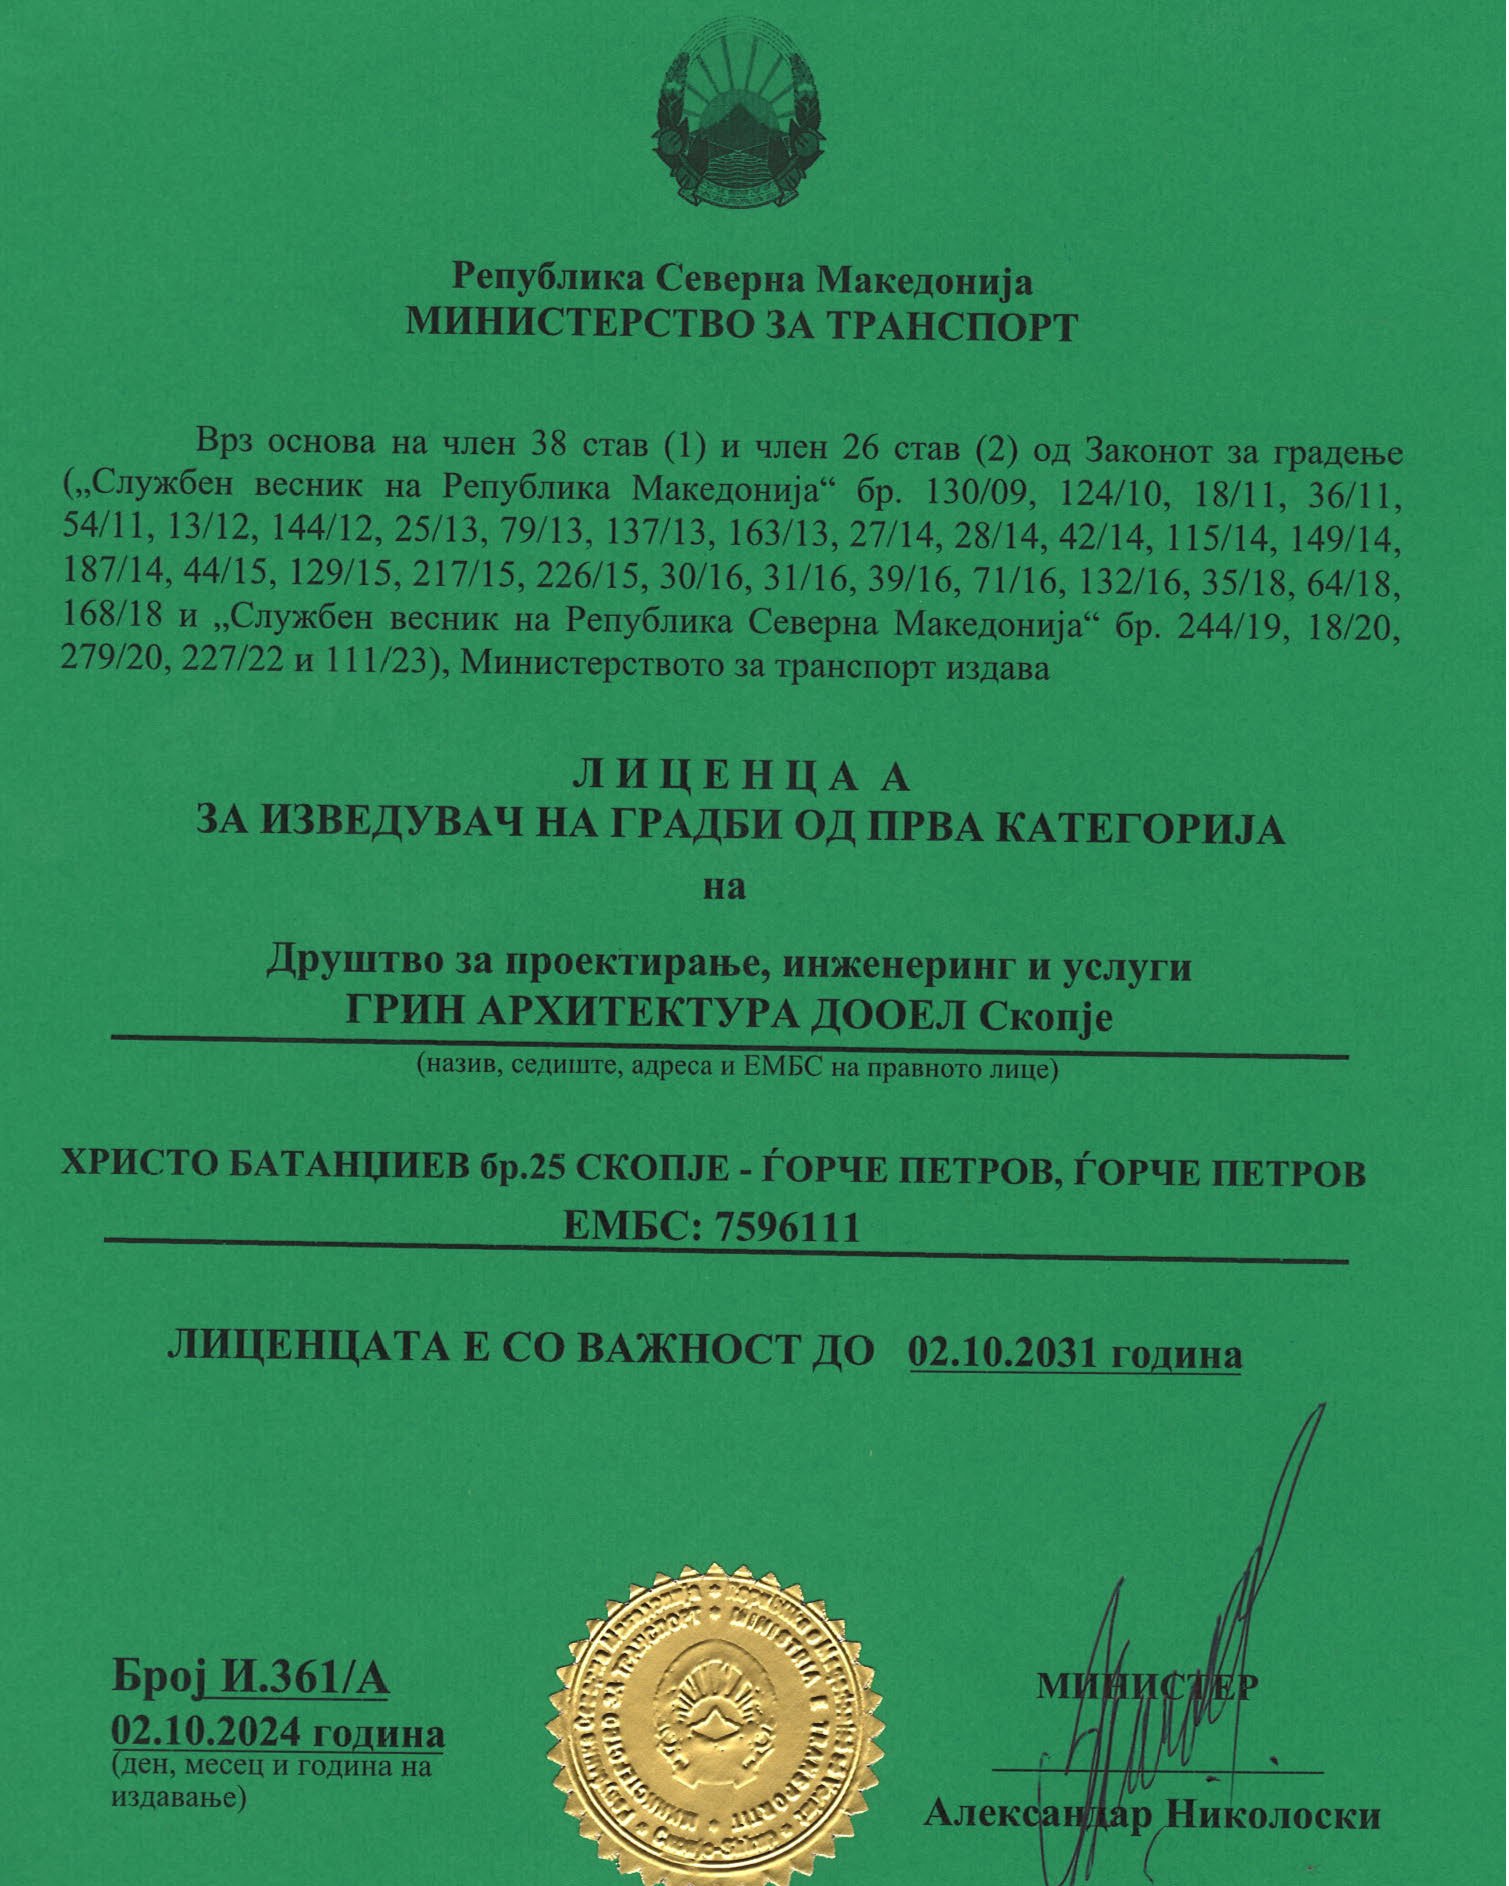 Република Северна Македонија
МИНИСТЕРСТВО ЗА ТРАНСПОРТ
Врз основа на член 38 став (1) и член 26 став (2) од Законот за градење
(„Службен весник на Република Македонија“ бр. 130/09, 124/10, 18/11, 36/11,
54/11, 13/12, 144/12, 25/13, 79/13, 137/13, 163/13, 27/14, 28/14, 42/14, 115/14, 149/14,
187/14, 44/15, 129/15, 217/15, 226/15, 30/16, 31/16, 39/16, 71/16, 132/16, 35/18, 64/18,
168/18 и „Службен весник на Република Северна Македонија“ бр. 244/19, 18/20,
279/20, 227/22 и 111/23), Министерството за транспорт издава
Л И Ц Е Н Ц А А
ЗА ИЗВЕДУВАЧ НА ГРАДБИ ОД ПРВА КАТЕГОРИЈА
на
Друштво за проектирање, инженеринг и услуги
ГРИН АРХИТЕКТУРА ДООЕЛ Скопје
(назив, седиште, адреса и ЕМБС на правното лице)
ХРИСТО БАТАНЏИЕВ бр.25 СКОПЈЕ - ЃОРЧЕ ПЕТРОВ, ЃОРЧЕ ПЕТРОВ
ЕМБС: 7596111
ЛИЦЕНЦАТА Е СО ВАЖНОСТ ДО 02.10.2031 година
Број И.361/А
02.10.2024 година
(ден, месец и година на
издавање)
МИНИСТЕР
Александар Николоски